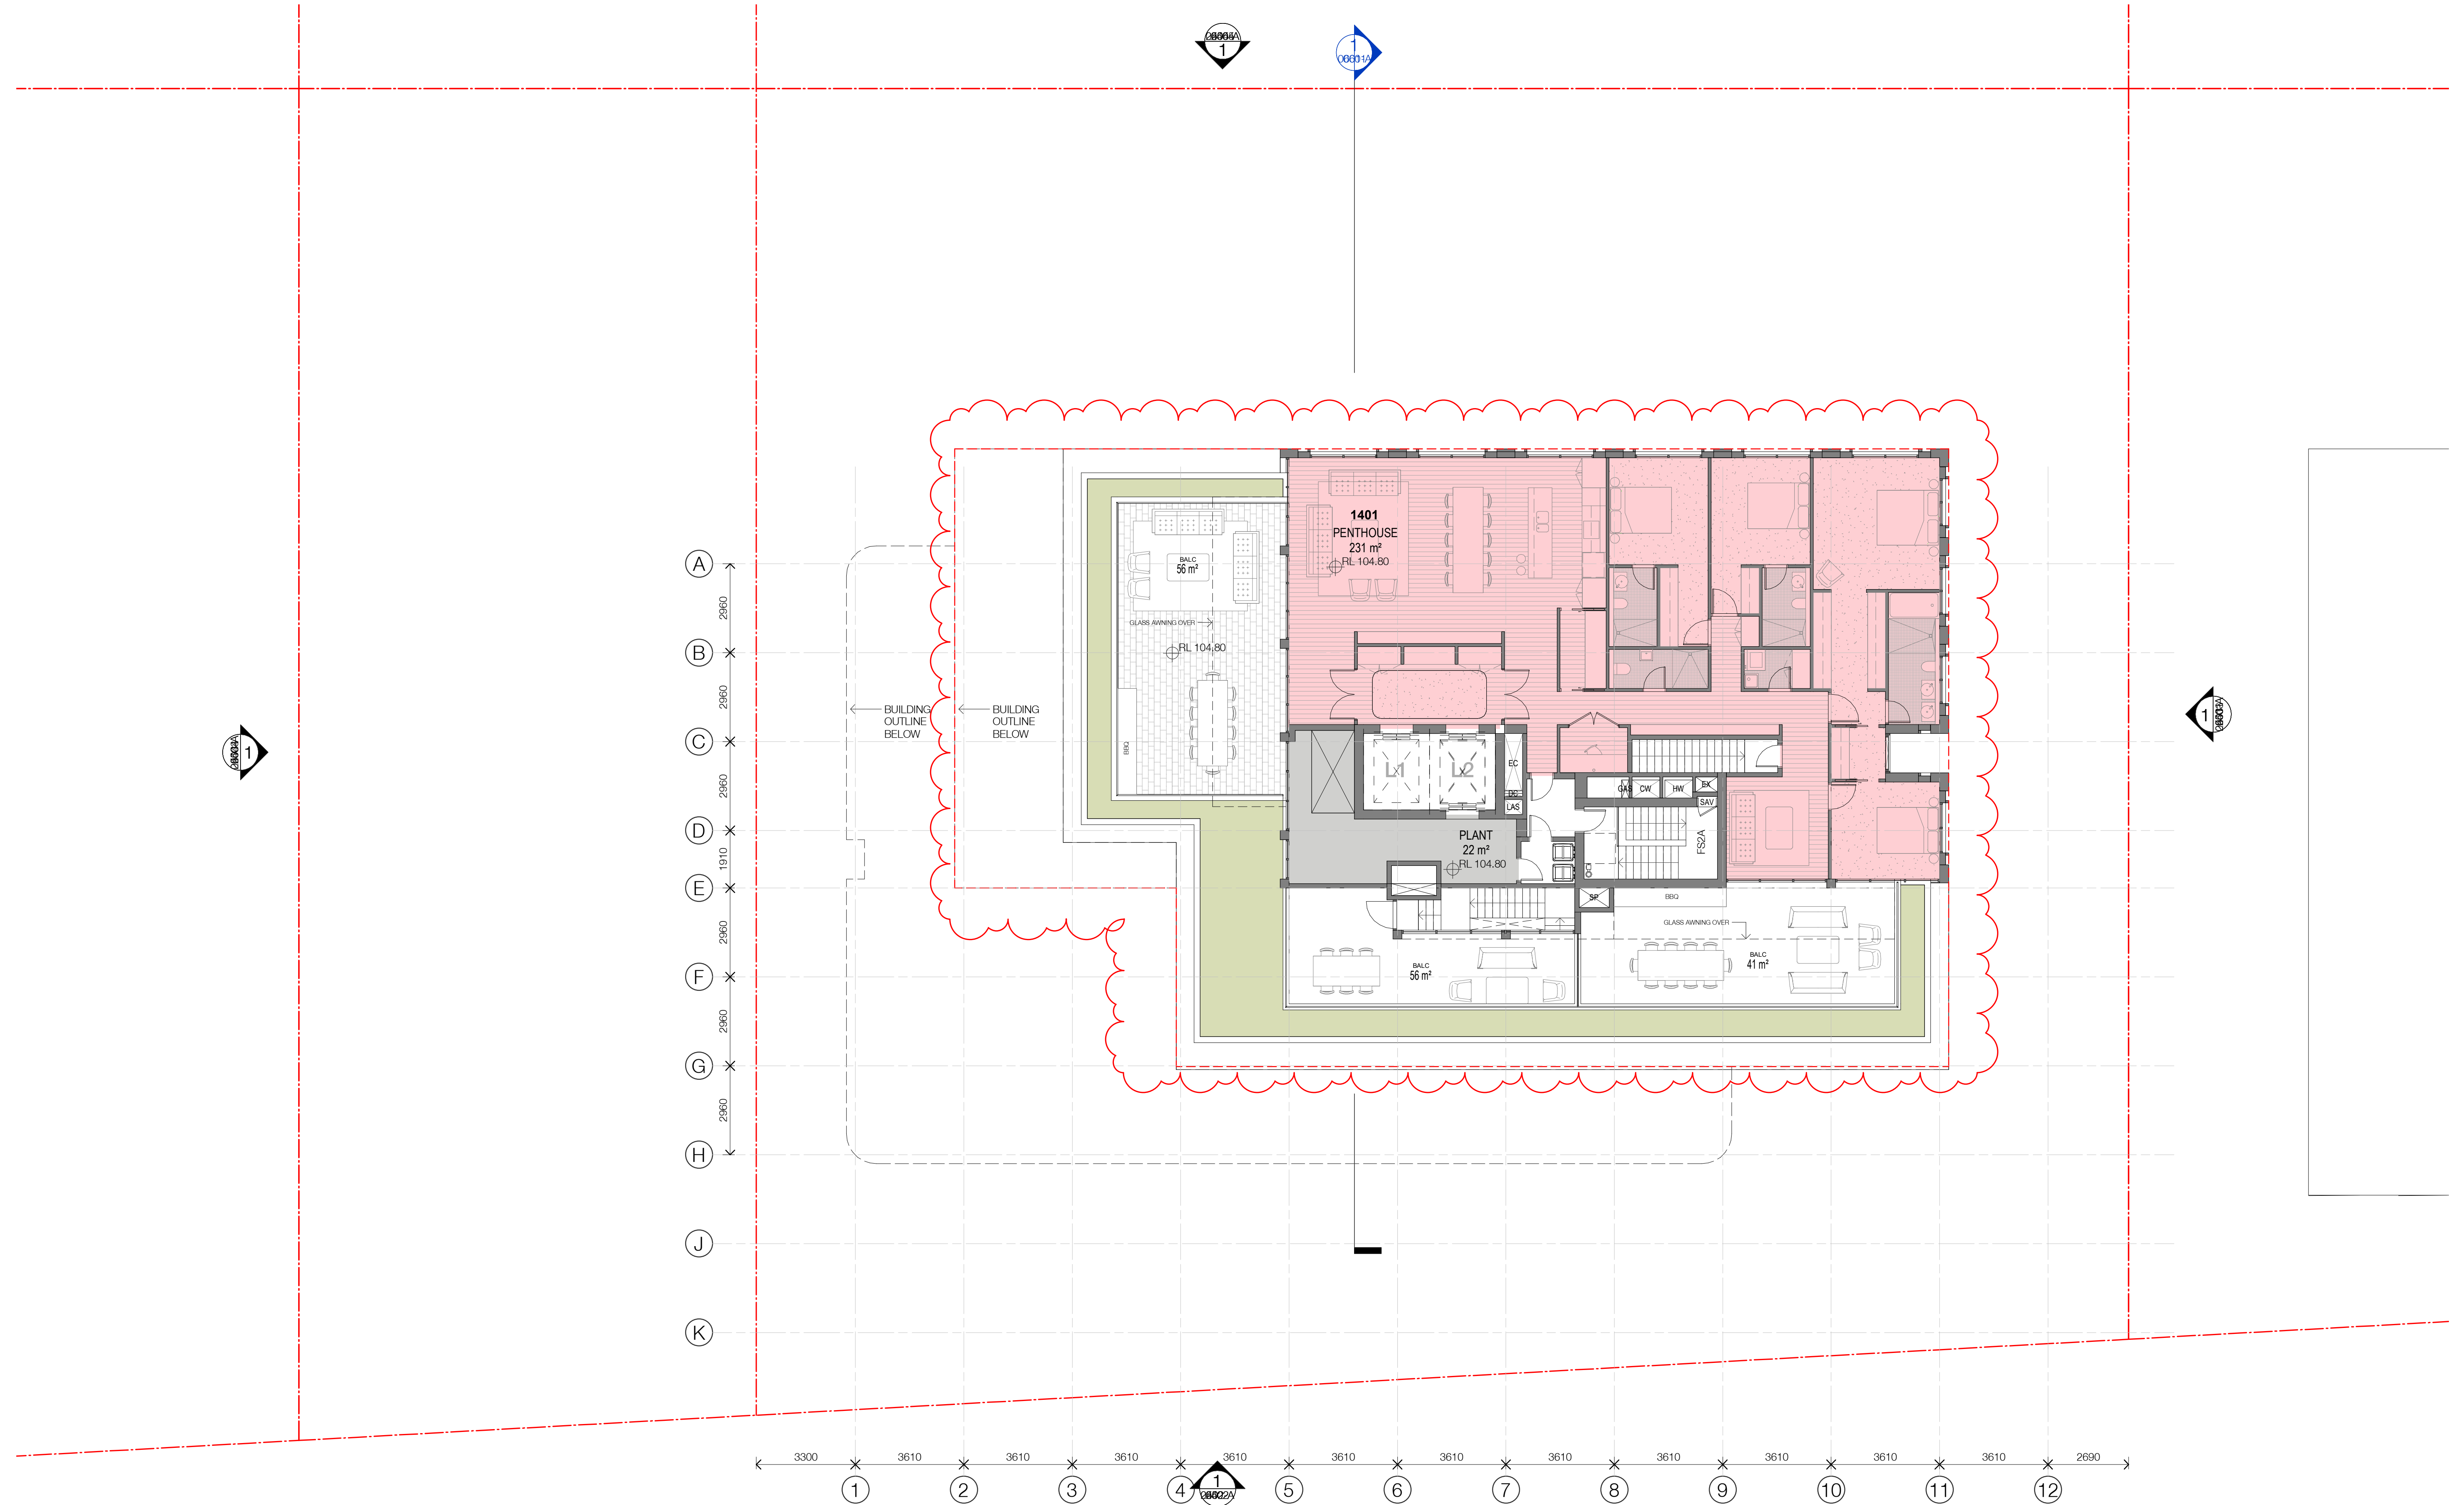 1
1
1401
PENTHOUSE
231 m²
RL 104.80
BALC
56 m²
GLASS AWNING OVER
RL 104.80
BBQ
BUILDING
OUTLINE
BELOW
BUILDING
OUTLINE
BELOW
A
B
C
D
E
F
G
H
J
K
2960
2960
2960
1910
2960
2960
2960
1
1
L1
L2
EC
DC
LAS
GAS
CW
HW
EX
SAV
FS2A
PLANT
22 m²
RL 104.80
SP
BBQ
GLASS AWNING OVER
BALC
56 m²
BALC
41 m²
3300
3610
3610
3610
3610
3610
3610
3610
3610
3610
3610
3610
2690
1
2
3
4
1
5
6
7
8
9
10
11
12